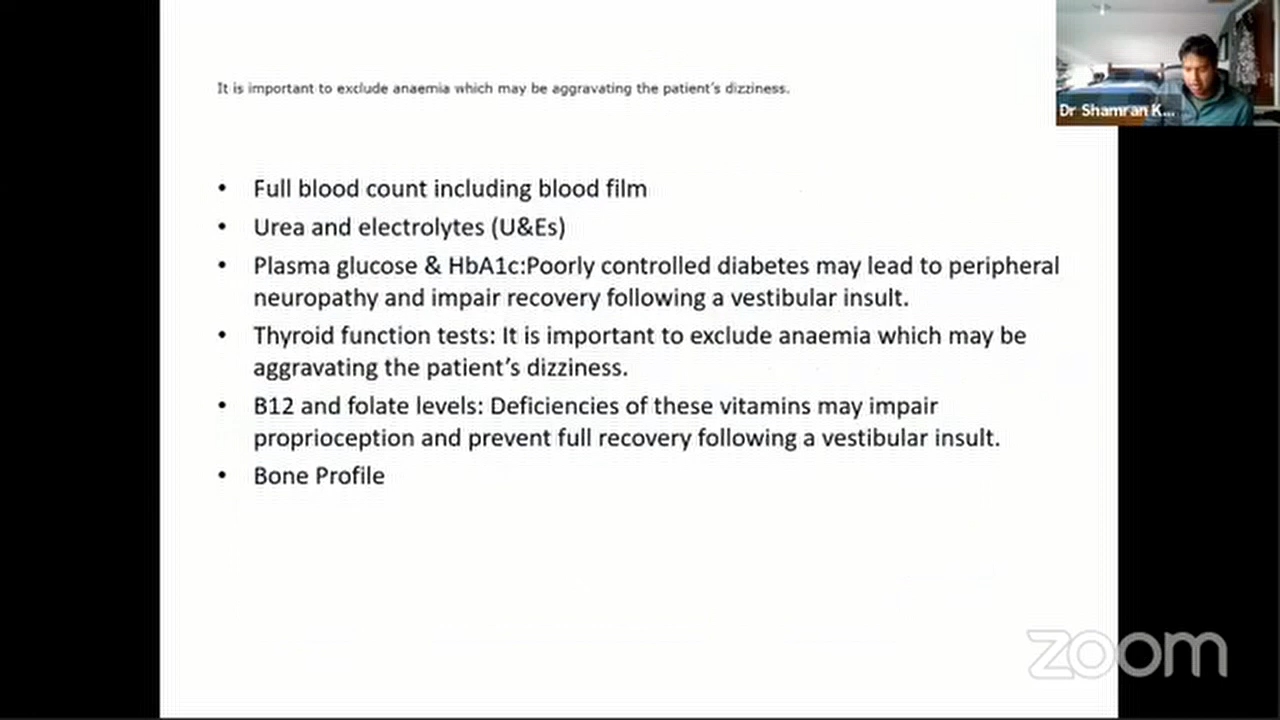 It is important to exclude anaemia which may be aggravating the patient's dizziness.
Dr Shamran K...
• Full blood count including blood film
• Urea and electrolytes (U&Es)
• Plasma glucose & HbA1c:Poorly controlled diabetes may lead to peripheral
neuropathy and impair recovery following a vestibular insult.
• Thyroid function tests: It is important to exclude anaemia which may be
aggravating the patient's dizziness.
• B12 and folate levels: Deficiencies of these vitamins may impair
proprioception and prevent full recovery following a vestibular insult.
• Bone Profile
zoom